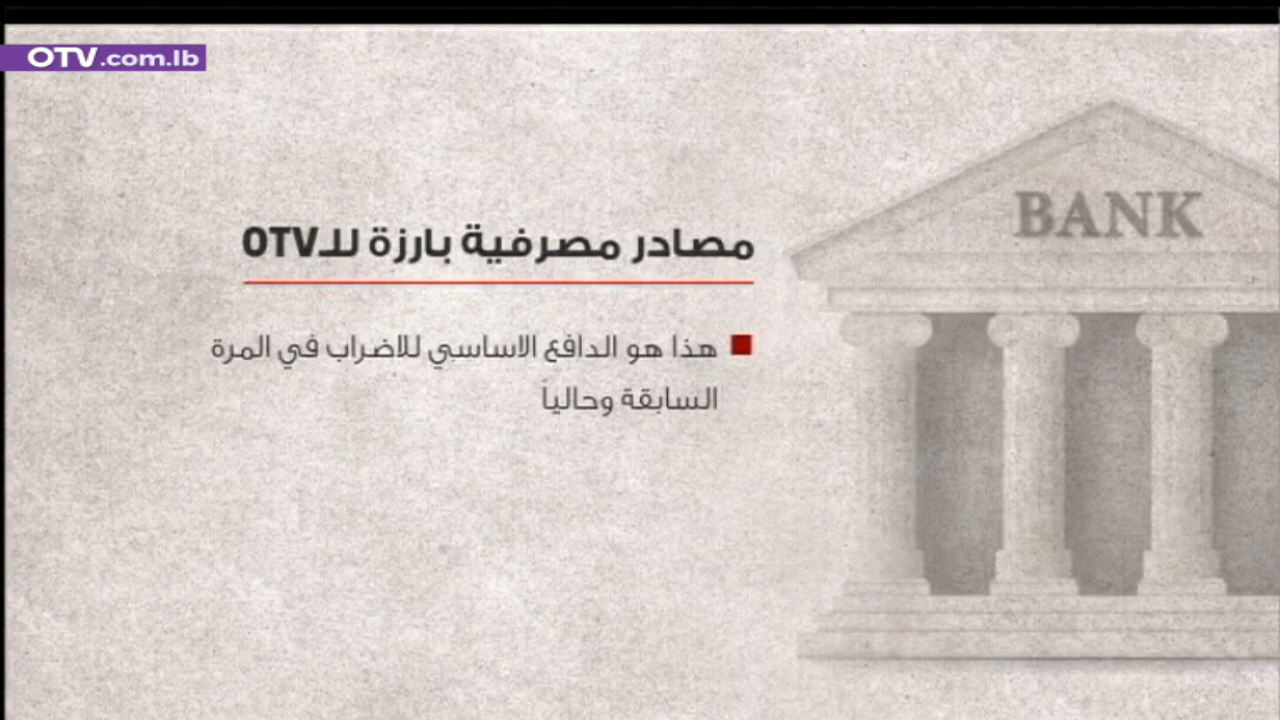 OTV.com.lb
BANK
مصادر مصرفية بارزة للـOTV
هذا هو الدافع الاساسي للاضراب في المرة
السابقة وحالياً